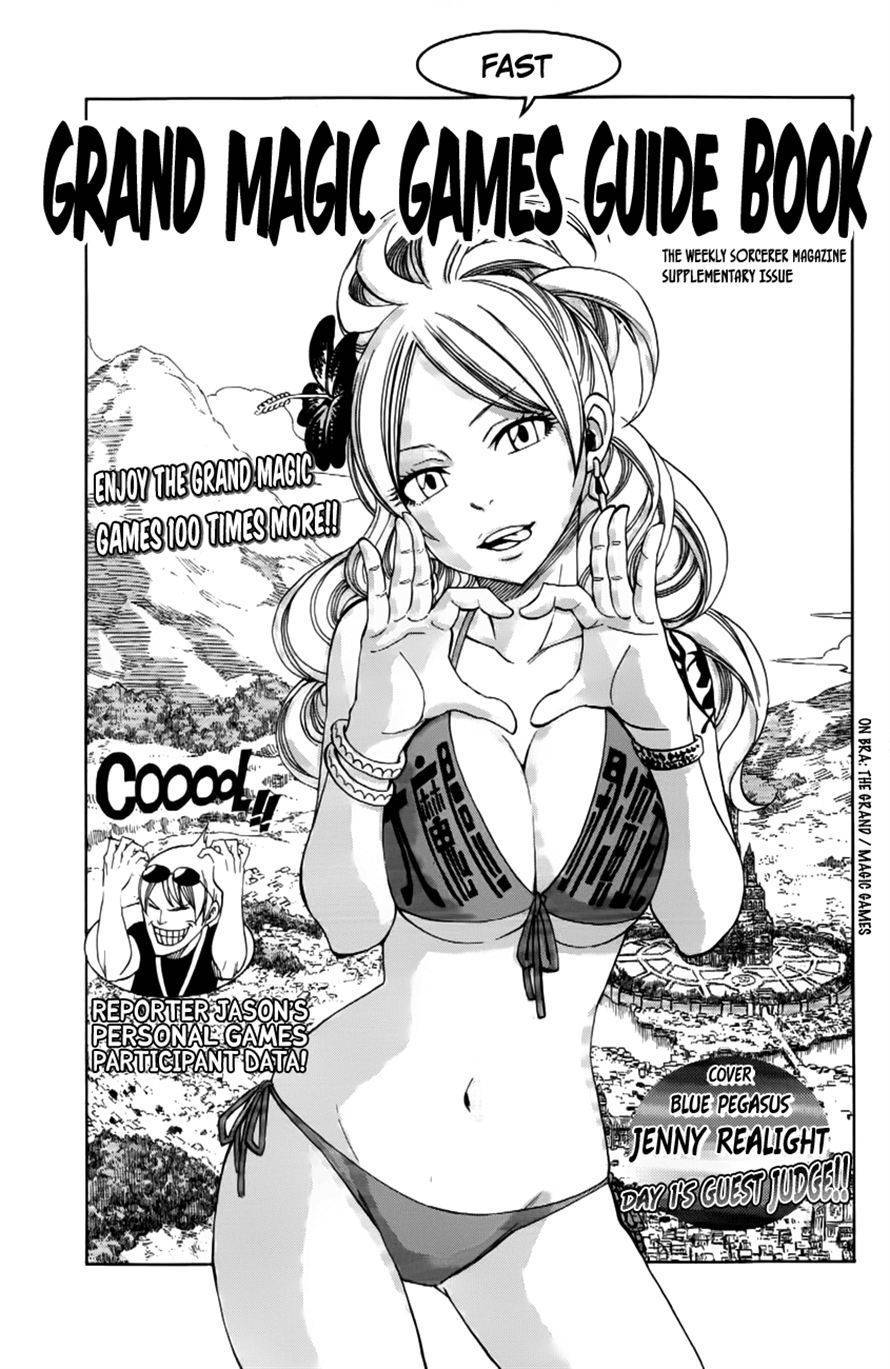 FAST
GRAND MAGIC GAMES GUIDE BOOK
THE WEEKLY SORCERER MAGAZINE
SUPPLEMENTARY ISSUE
ENJOY THE GRAND MAGIC
GAMES 100 TIMES MORE!!
COOOOL!!
ON BRA: THE GRAND / MAGIC GAMES
大魔
REPORTER JASON'S
PERSONAL GAMES
PARTICIPANT DATA!
COVER
BLUE PEGASUS
JENNY REALIGHT
DAY 1'S GUEST JUDGE!!